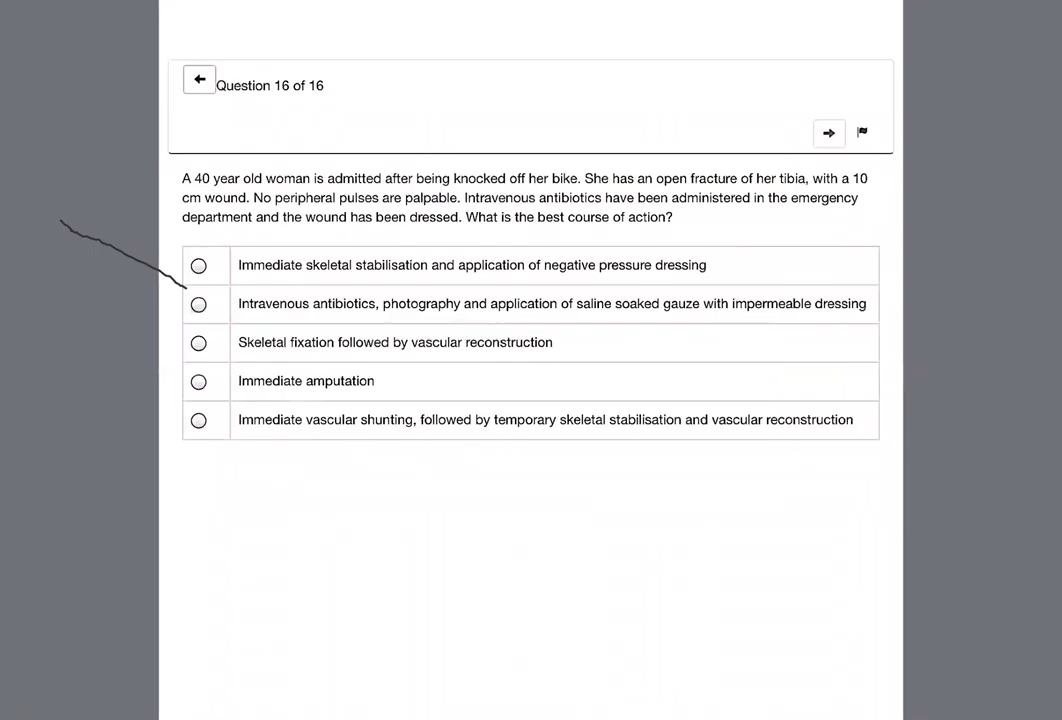 Question 16 of 16
A 40 year old woman is admitted after being knocked off her bike. She has an open fracture of her tibia, with a 10
cm wound. No peripheral pulses are palpable. Intravenous antibiotics have been administered in the emergency
department and the wound has been dressed. What is the best course of action?
Immediate skeletal stabilisation and application of negative pressure dressing
Intravenous antibiotics, photography and application of saline soaked gauze with impermeable dressing
Skeletal fixation followed by vascular reconstruction
Immediate amputation
Immediate vascular shunting, followed by temporary skeletal stabilisation and vascular reconstruction